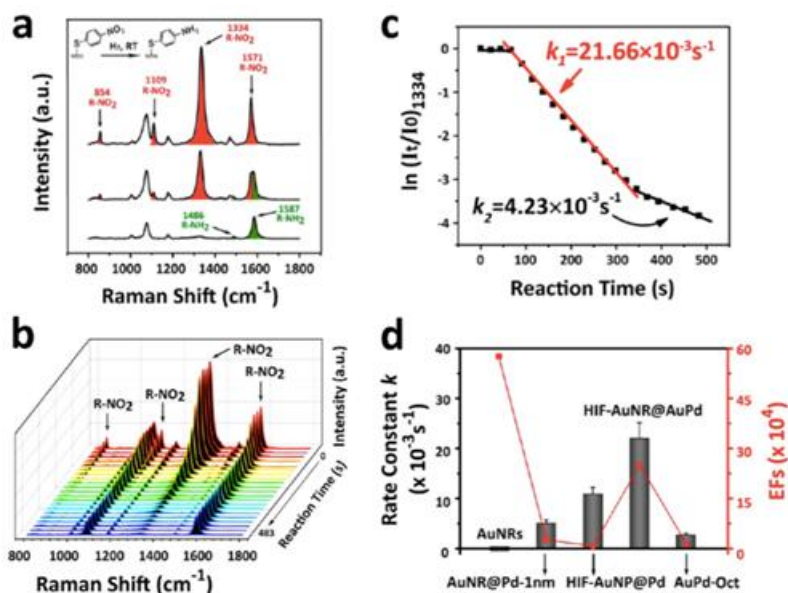 a
NO2
NH2
S
H2, RT
S
1334
R-NO2
1571
R-NO2
1109
R-NO2
854
R-NO2
1486
R-NH2
1587
R-NH2
Intensity (a.u.)
800 1000 1200 1400 1600 1800
Raman Shift (cm-1)
b
R-NO2
R-NO2
R-NO2
R-NO2
Intensity (a.u.)
0
Reaction Time (s)
483
800 1000 1200 1400 1600 1800
Raman Shift (cm-1)
c
k1=21.66×10-3s-1
k2=4.23×10-3s-1
ln (It/I0)1334
0
-1
-2
-3
-4
0 100 200 300 400 500
Reaction Time (s)
d
Rate Constant k
(x 10-3s-1)
40
30
20
10
0
HIF-AuNR@AuPd
AuNRs
60
45
30
15
0
EFs (x 104)
AuNR@Pd-1nm HIF-AuNP@Pd AuPd-Oct